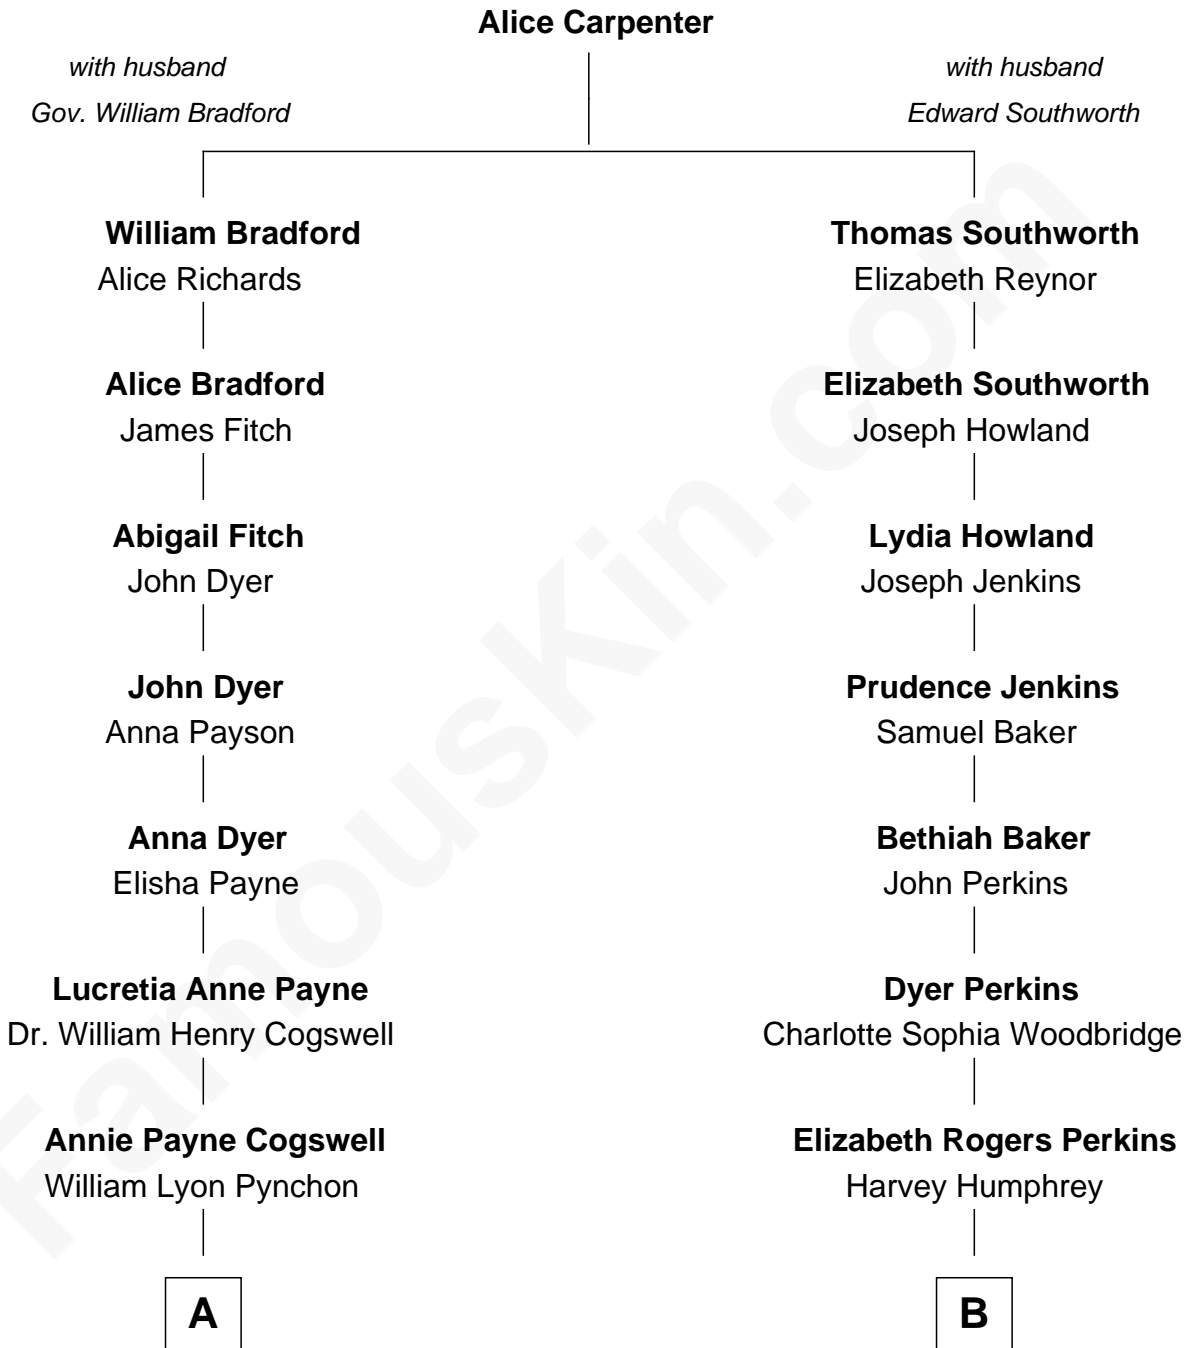 Alice Carpenter
with husband
Gov. William Bradford
with husband
Edward Southworth
William Bradford
Alice Richards
Thomas Southworth
Elizabeth Reynor
Alice Bradford
James Fitch
Elizabeth Southworth
Joseph Howland
Abigail Fitch
John Dyer
Lydia Howland
Joseph Jenkins
John Dyer
Anna Payson
Prudence Jenkins
Samuel Baker
Anna Dyer
Elisha Payne
Bethiah Baker
John Perkins
Lucretia Anne Payne
Dr. William Henry Cogswell
Dyer Perkins
Charlotte Sophia Woodbridge
Annie Payne Cogswell
William Lyon Pynchon
Elizabeth Rogers Perkins
Harvey Humphrey
A
B
FamousKin.com